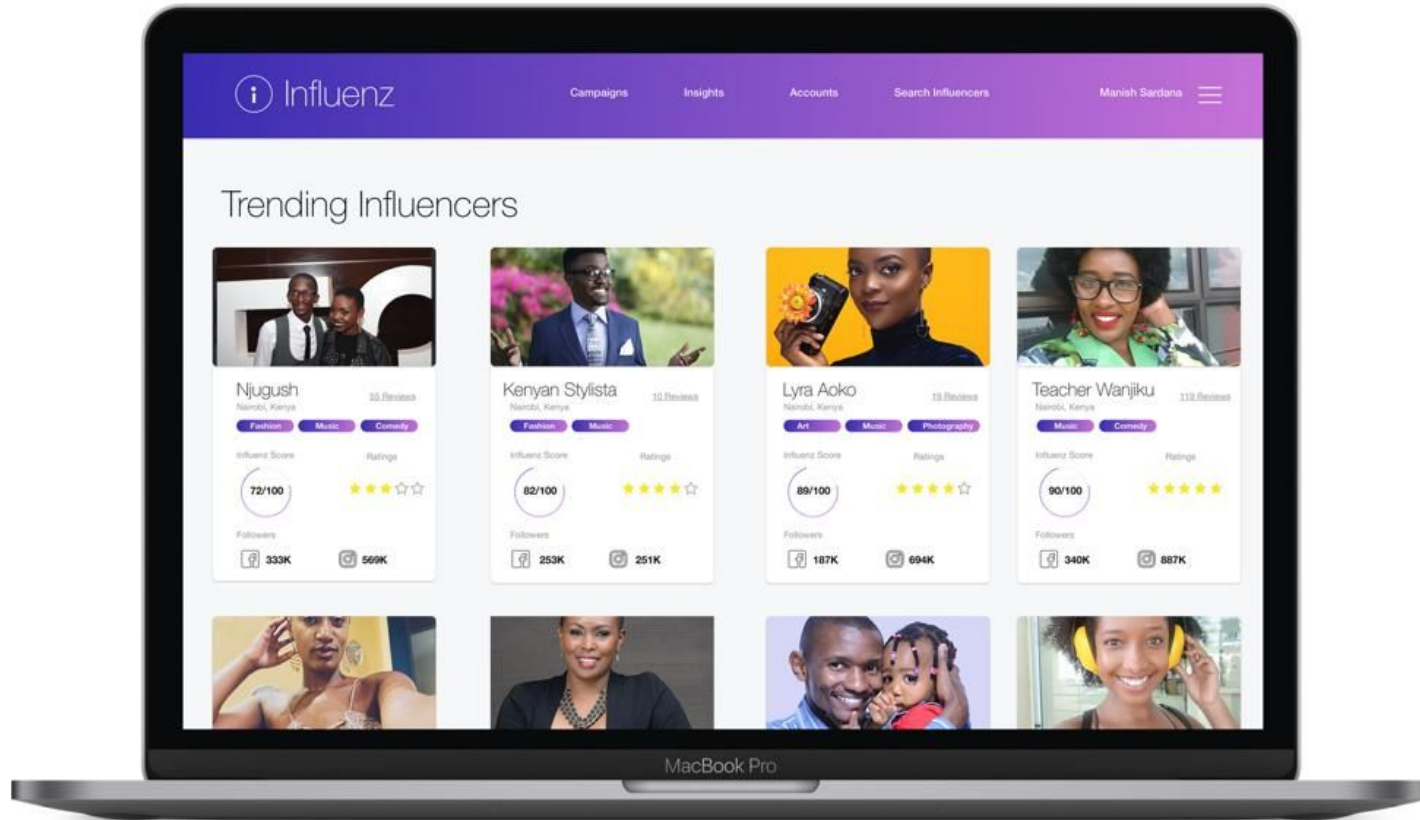 Influenz
Campaigns Insights Accounts Search Influencers Manish Sardana
Trending Influencers
Njugush 55 Reviews
Nairobi, Kenya
Fashion Music Comedy
Influenz Score Ratings
72/100
Followers
333K 569K
Kenyan Stylista 10 Reviews
Nairobi, Kenya
Fashion Music
Influenz Score Ratings
82/100
Followers
253K 251K
Lyra Aoko 19 Reviews
Nairobi, Kenya
Art Music Photography
Influenz Score Ratings
89/100
Followers
187K 694K
Teacher Wanjiku 119 Reviews
Nairobi, Kenya
Music Comedy
Influenz Score Ratings
90/100
Followers
340K 887K
MacBook Pro